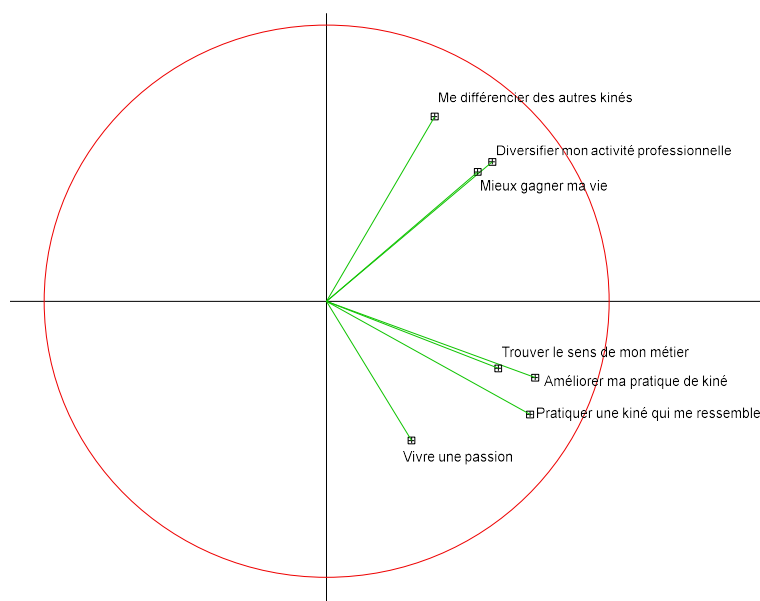 Me différencier des autres kinés
Diversifier mon activité professionnelle
Mieux gagner ma vie
Trouver le sens de mon métier
Améliorer ma pratique de kiné
Pratiquer une kiné qui me ressemble
Vivre une passion